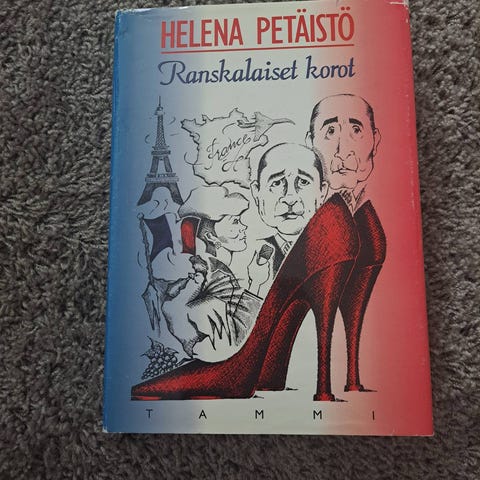 HELENA PETÄISTÖ
Ranskalaiset korot
France
TAMMI